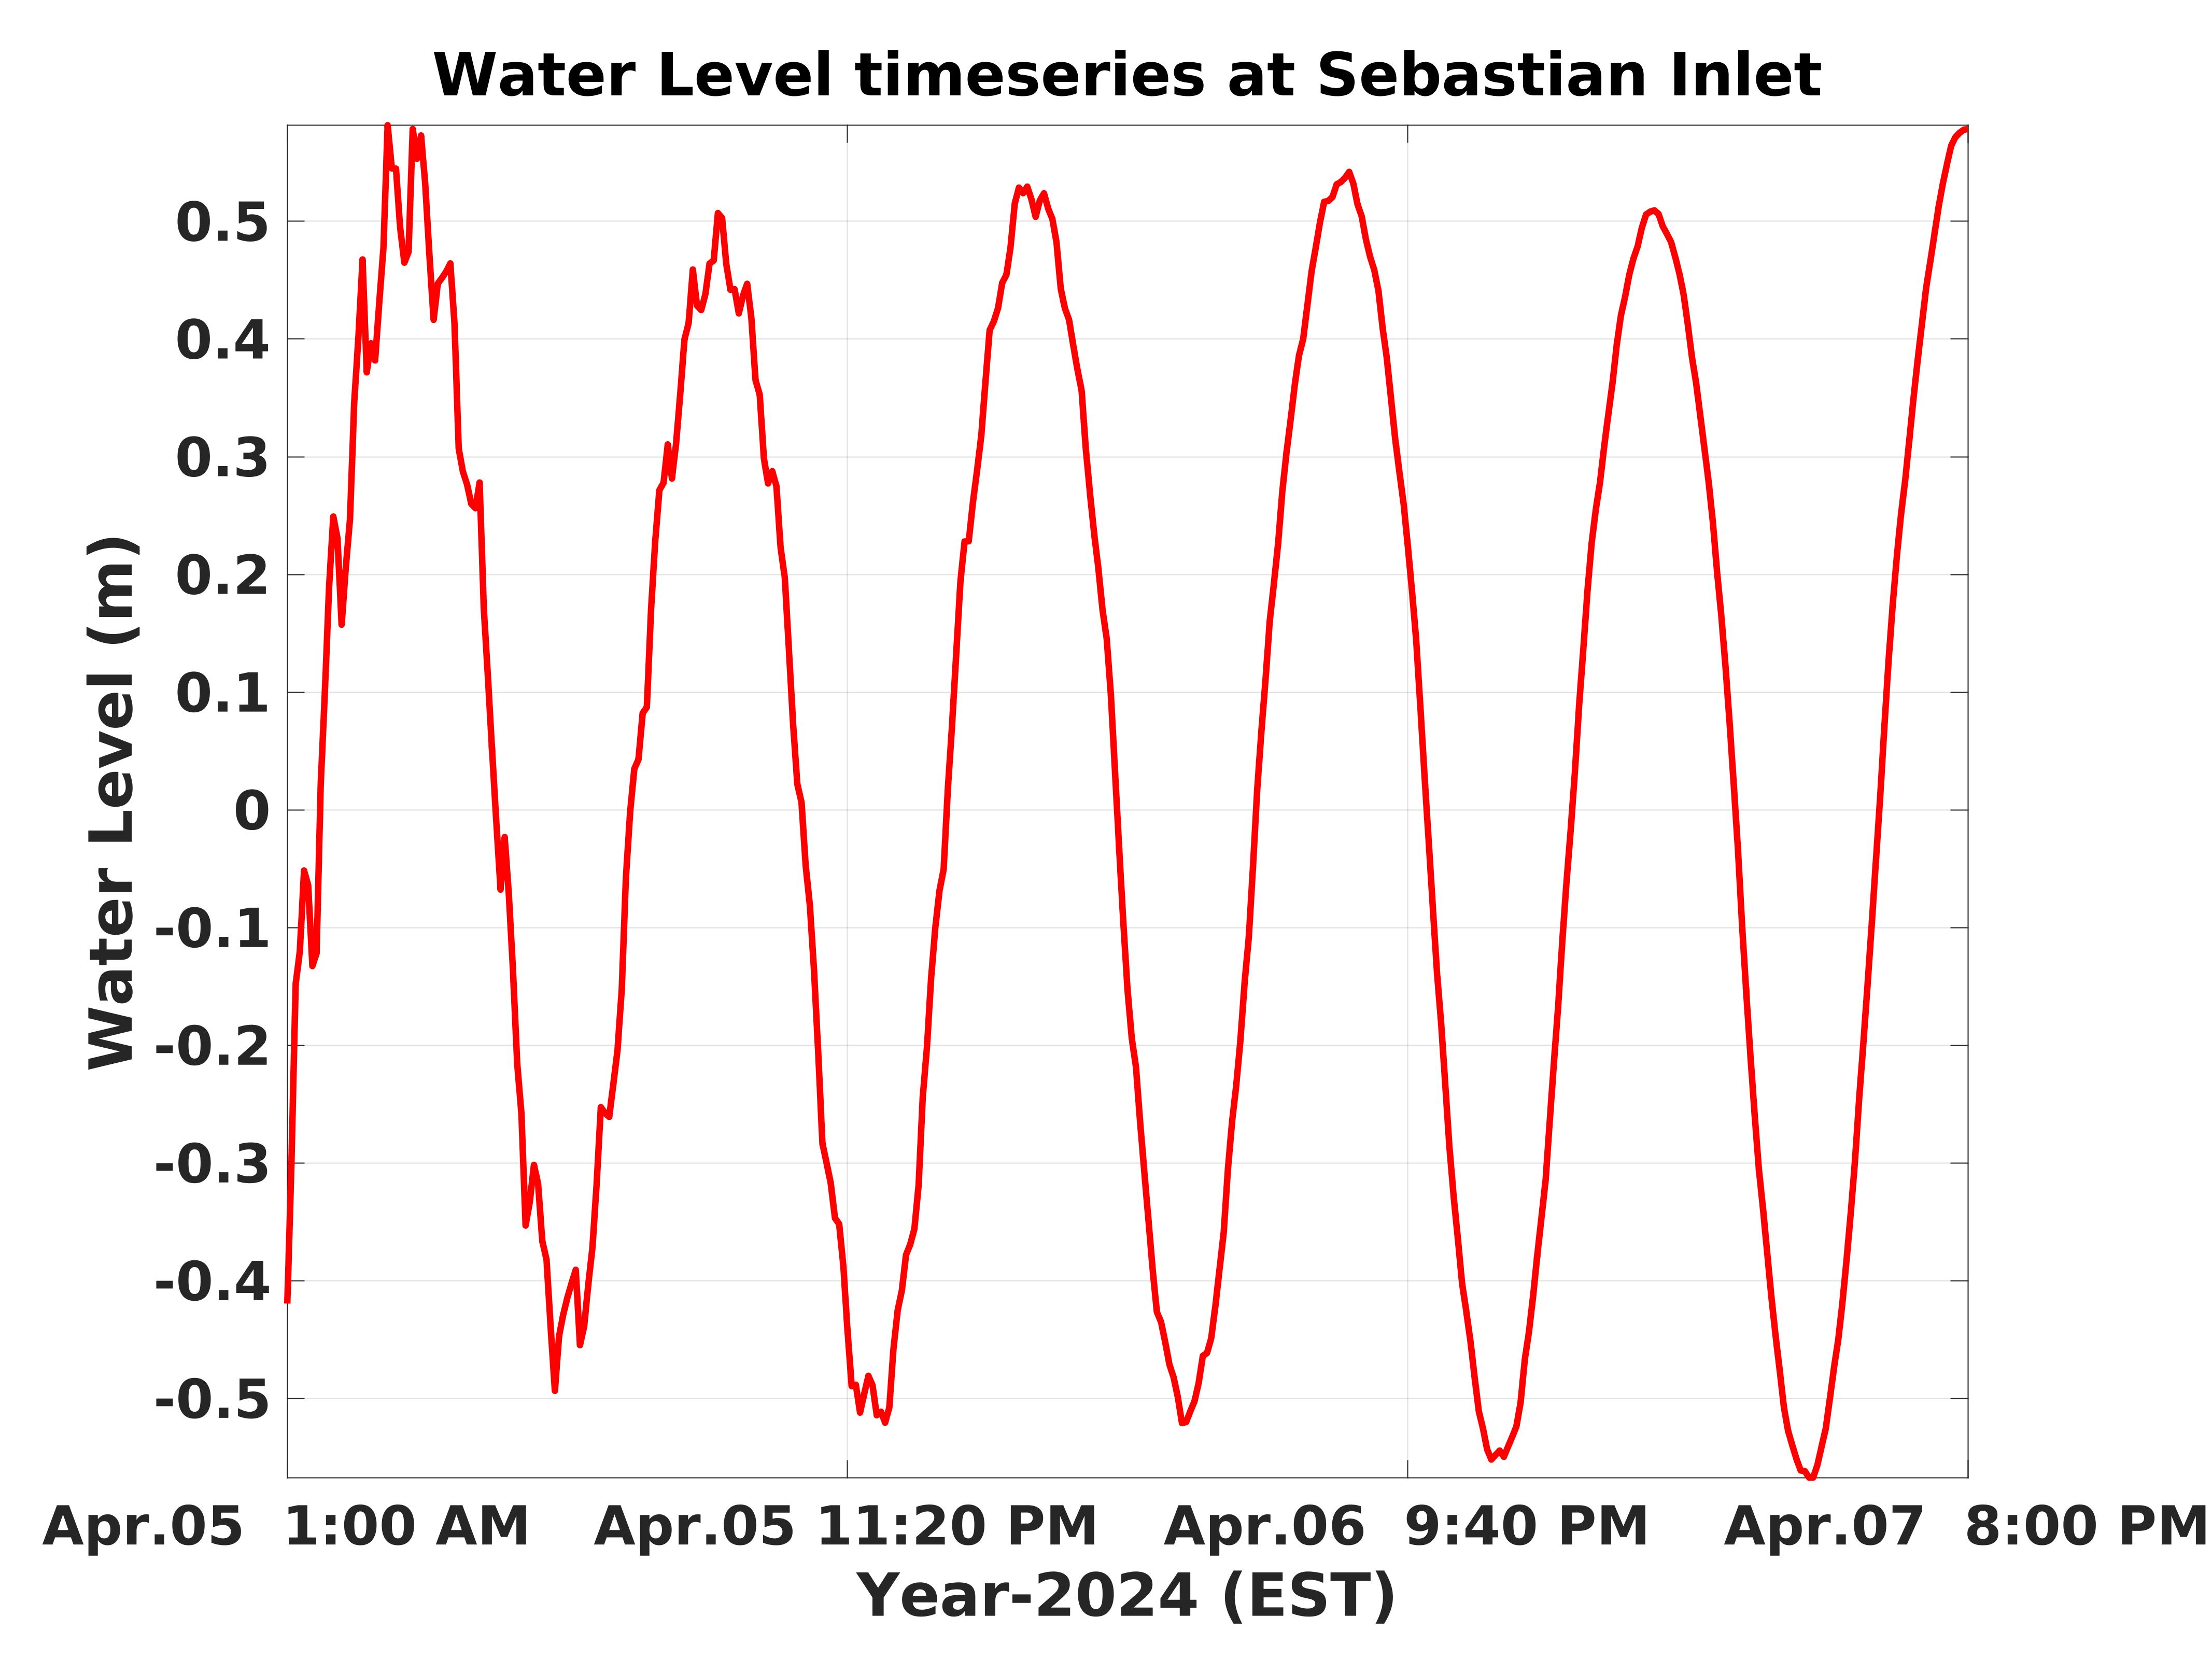 Water Level timeseries at Sebastian Inlet
Water Level (m)
0.5
0.4
0.3
0.2
0.1
0
-0.1
-0.2
-0.3
-0.4
-0.5
Apr.05 1:00 AM Apr.05 11:20 PM Apr.06 9:40 PM Apr.07 8:00 PM
Year-2024 (EST)